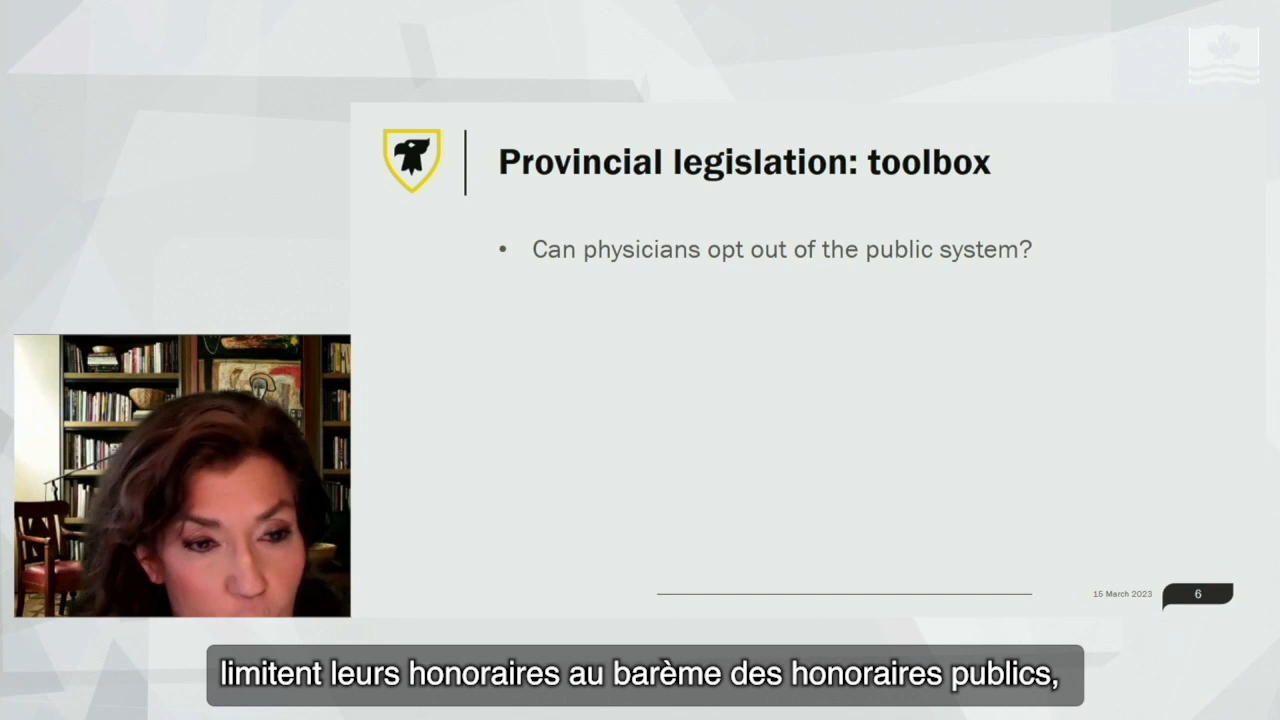 Provincial legislation: toolbox
• Can physicians opt out of the public system?
15 March 2023
6
limitent leurs honoraires au barème des honoraires publics,